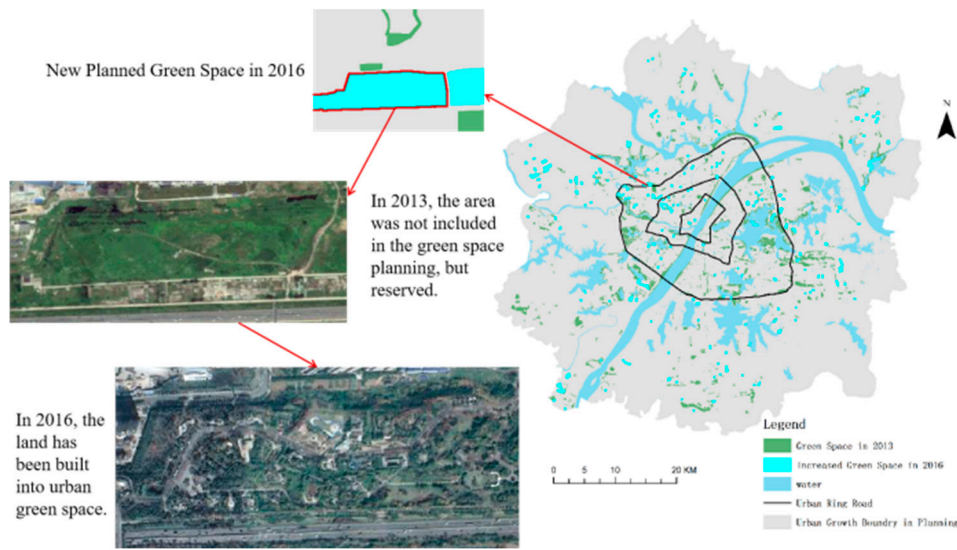 New Planned Green Space in 2016
In 2013, the area
was not included
in the green space
planning, but
reserved.
In 2016, the
land has
been built
into urban
green space.
N
Legend
Green Space in 2013
increased Green Space in 2016
water
Urban Ring Road
Urban Growth Boundry in Planning
0 5 10 20 KM